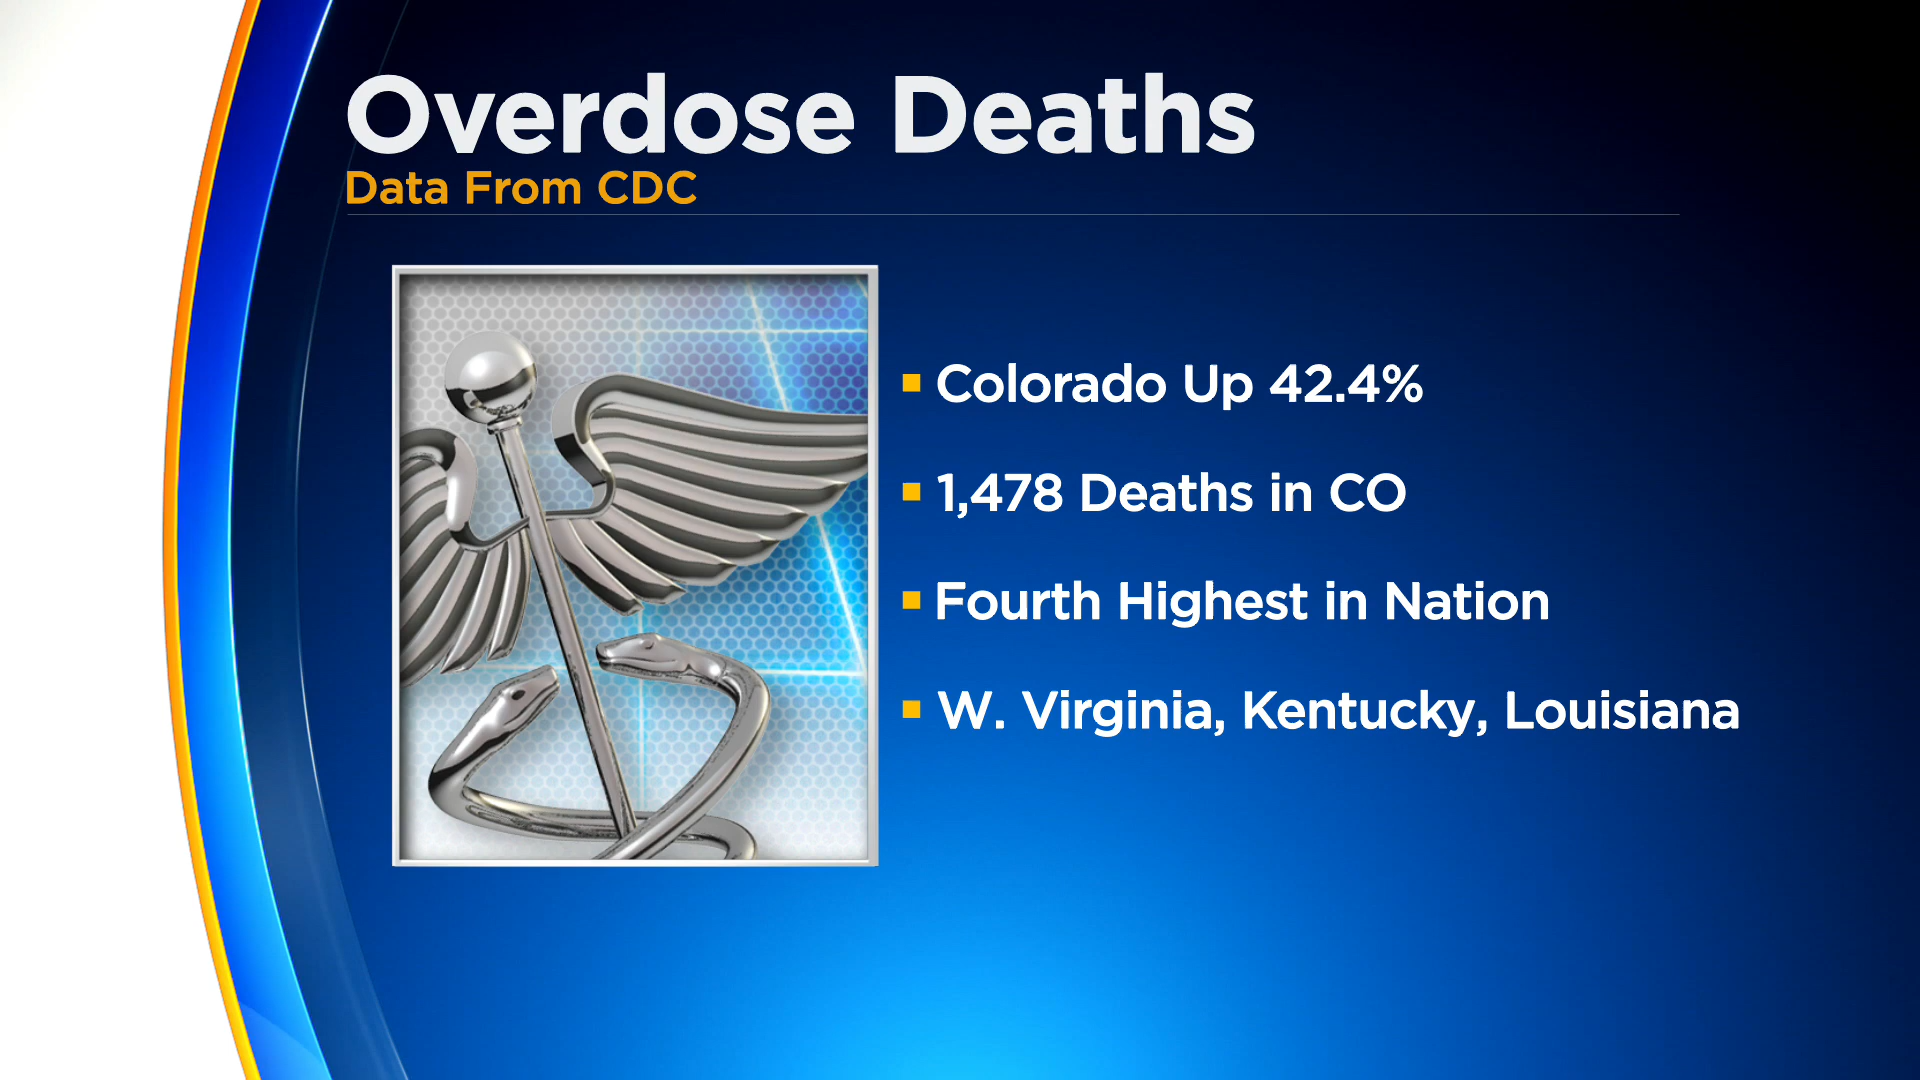 Overdose Deaths
Data From CDC
Colorado Up 42.4%
1,478 Deaths in CO
Fourth Highest in Nation
W. Virginia, Kentucky, Louisiana